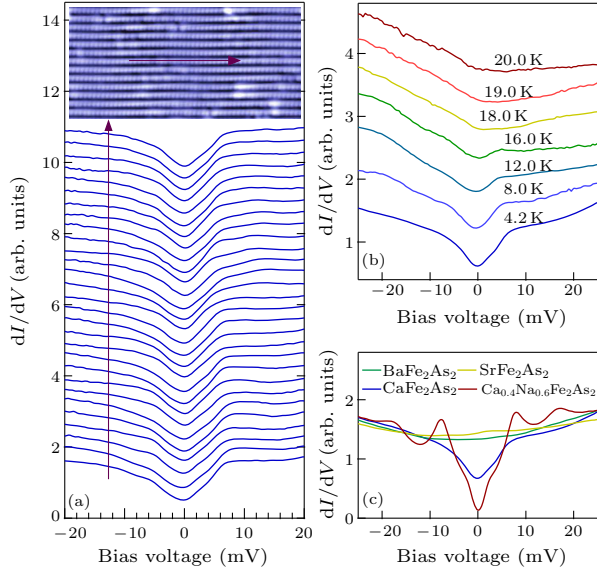 14
12
10
8
6
4
2
0
dI/dV (arb. units)
(a)
−20 −10 0 10 20
Bias voltage (mV)
4
3
2
1
dI/dV (arb. units)
20.0 K
19.0 K
18.0 K
16.0 K
12.0 K
8.0 K
4.2 K
(b)
−20 −10 0 10 20
Bias voltage (mV)
2
1
0
dI/dV (arb. units)
BaFe₂As₂ SrFe₂As₂
CaFe₂As₂ Ca₀.₄Na₀.₆Fe₂As₂
(c)
−20 −10 0 10 20
Bias voltage (mV)